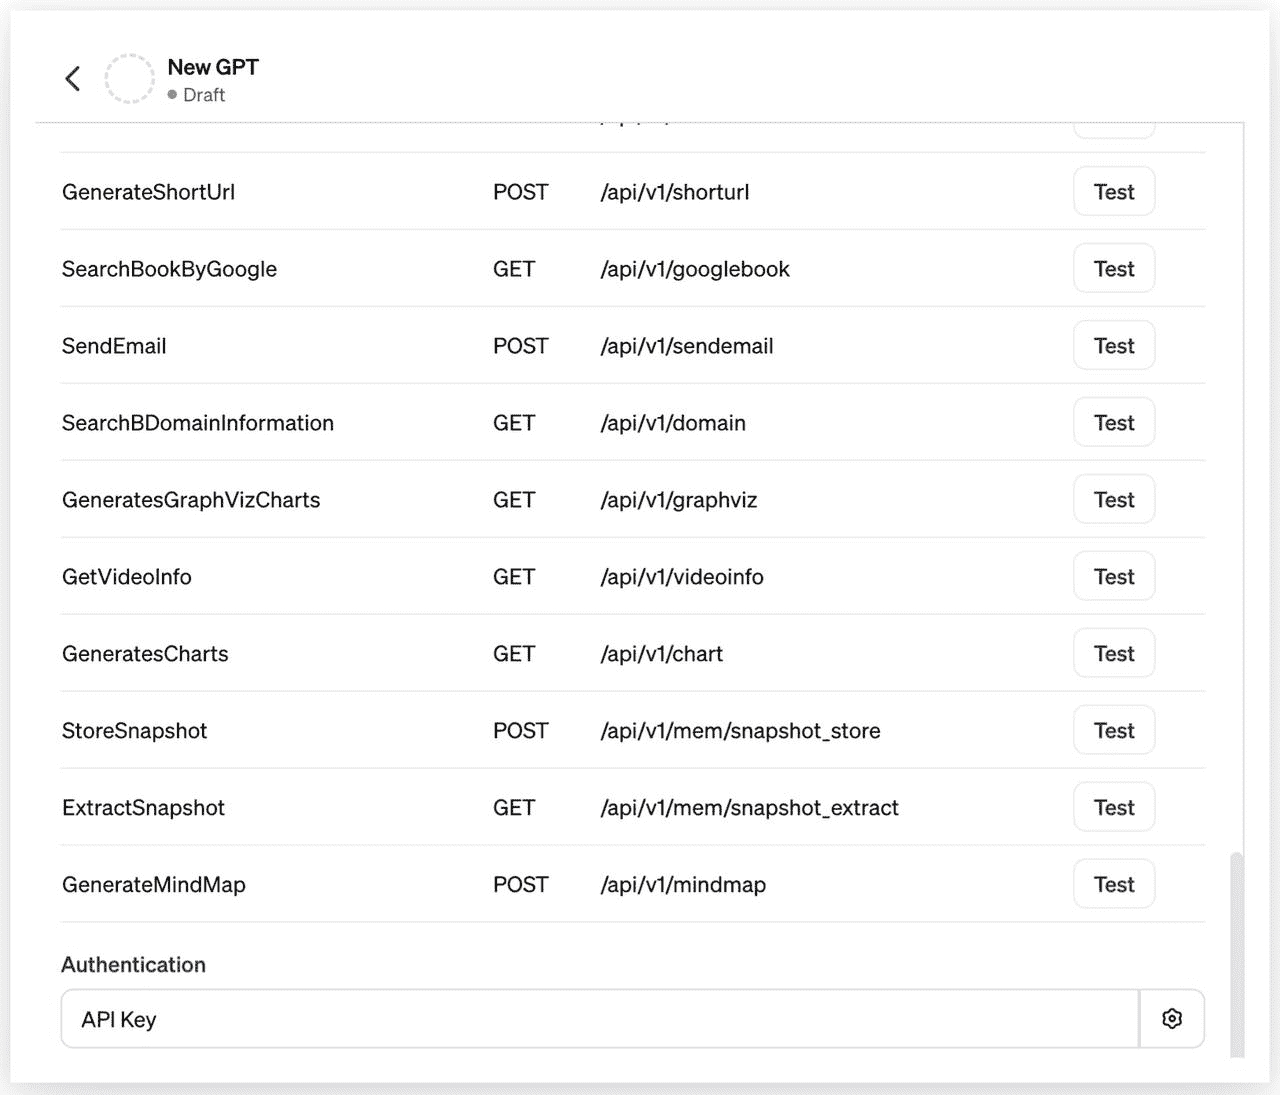 New GPT
Draft
GenerateShortUrl POST /api/v1/shorturl Test
SearchBookByGoogle GET /api/v1/googlebook Test
SendEmail POST /api/v1/sendemail Test
SearchBDomainInformation GET /api/v1/domain Test
GeneratesGraphVizCharts GET /api/v1/graphviz Test
GetVideoInfo GET /api/v1/videoinfo Test
GeneratesCharts GET /api/v1/chart Test
StoreSnapshot POST /api/v1/mem/snapshot_store Test
ExtractSnapshot GET /api/v1/mem/snapshot_extract Test
GenerateMindMap POST /api/v1/mindmap Test
Authentication
API Key